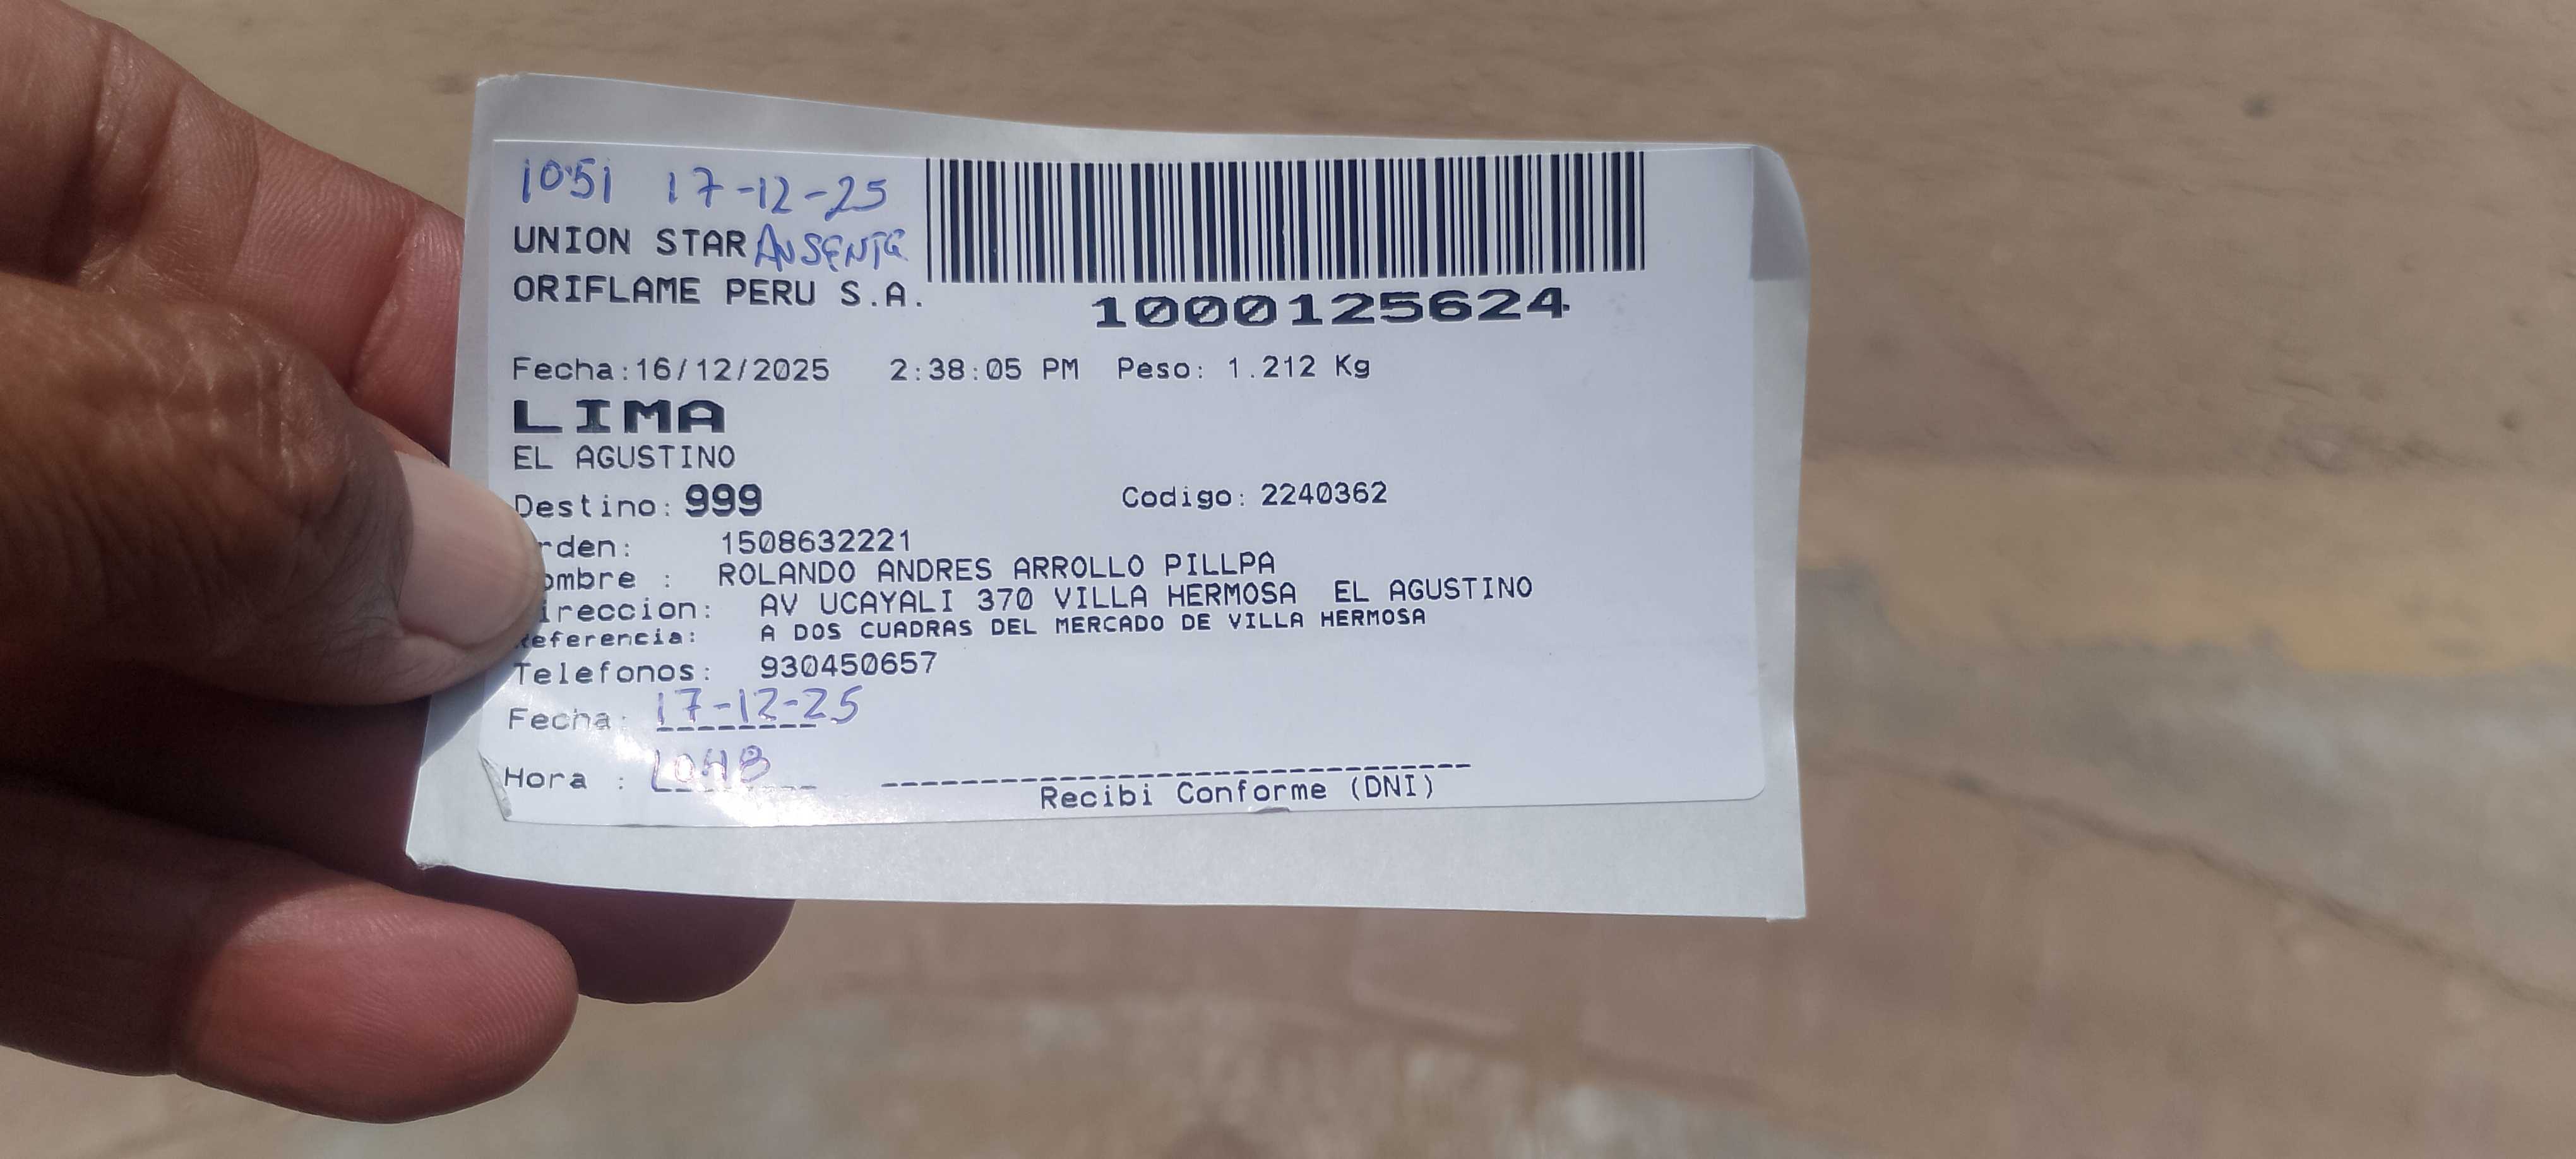 10:51 17-12-25
UNION STAR AUSENTE
ORIFLAME PERU S.A.
1000125624
Fecha:16/12/2025 2:38:05 PM Peso: 1.212 Kg
LIMA
EL AGUSTINO
Destino: 999 Codigo: 2240362
rden: 1508632221
ombre : ROLANDO ANDRES ARROLLO PILLPA
ireccion: AV UCAYALI 370 VILLA HERMOSA EL AGUSTINO
eferencia: A DOS CUADRAS DEL MERCADO DE VILLA HERMOSA
Telefonos: 930450657
Fecha: 17-12-25
Hora :
Recibi Conforme (DNI)